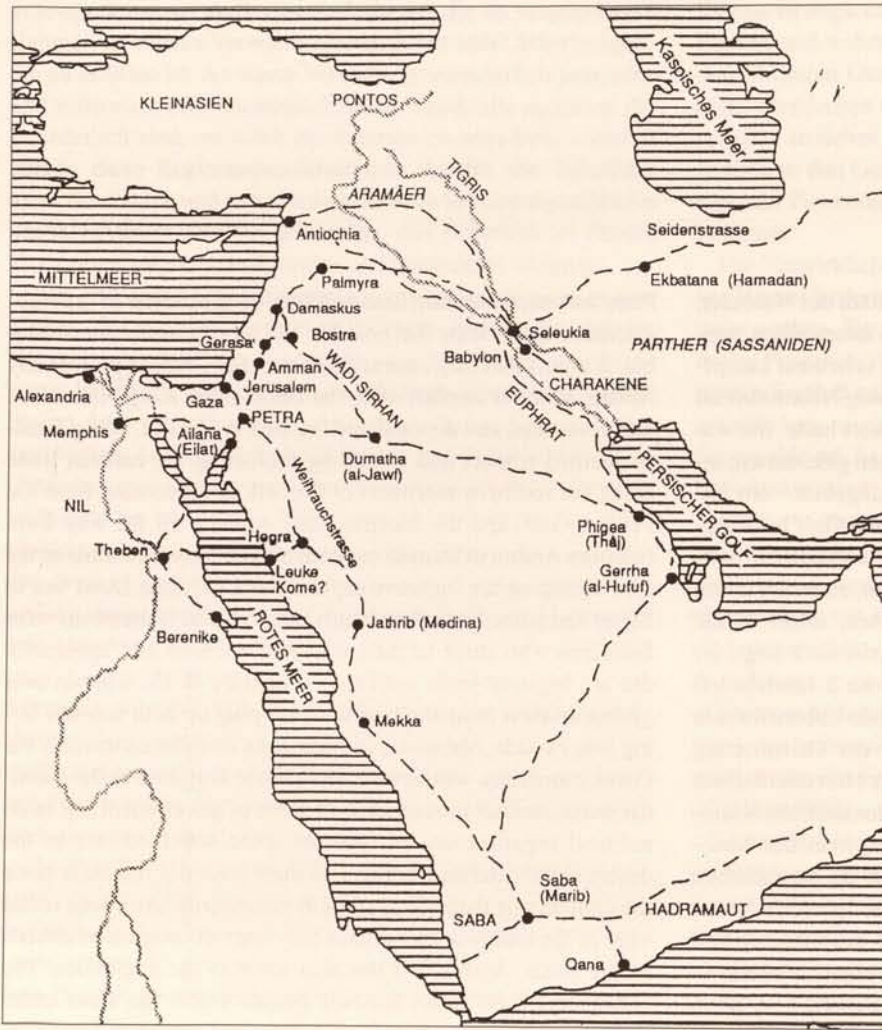 KLEINASIEN
PONTOS
Kaspisches Meer
TIGRIS
ARAMÄER
Antiochia
Seidenstrasse
MITTELMEER
Palmyra
Ekbatana (Hamadan)
Damaskus
Seleukia
Gerasa
Bostra
Babylon
PARTHER (SASSANIDEN)
Amman
WADI SIRHAN
CHARAKENE
Alexandria
Jerusalem
Gaza
EUPHRAT
Memphis
PETRA
Ailana
(Eilat)
Dumatha
(al-Jawf)
PERSISCHER GOLF
Weihrauchstrasse
NIL
Phigea
(Thaj)
Theben
Hegra
Gerrha
(al-Hufuf)
Leuke
Kome?
Berenike
ROTES MEER
Jathrib (Medina)
Mekka
Saba
(Marib)
SABA
HADRAMAUT
Qana